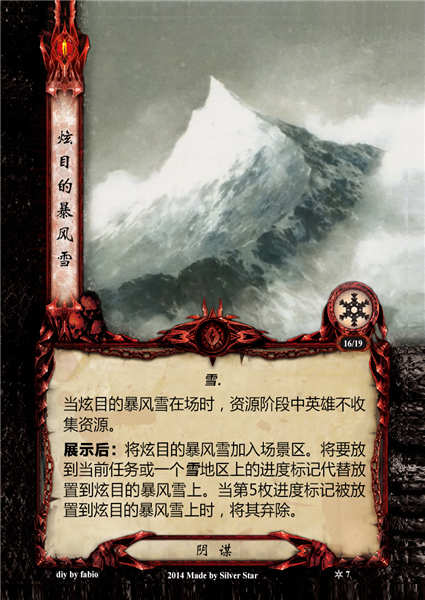 炫目的暴风雪
16/19
雪.
当炫目的暴风雪在场时，资源阶段中英雄不收
集资源。
展示后：将炫目的暴风雪加入场景区。将要放
到当前任务或一个雪地区上的进度标记代替放
置到炫目的暴风雪上。当第5枚进度标记被放
置到炫目的暴风雪上时，将其弃除。
阴谋
diy by fabio 2014 Made by Silver Star 7